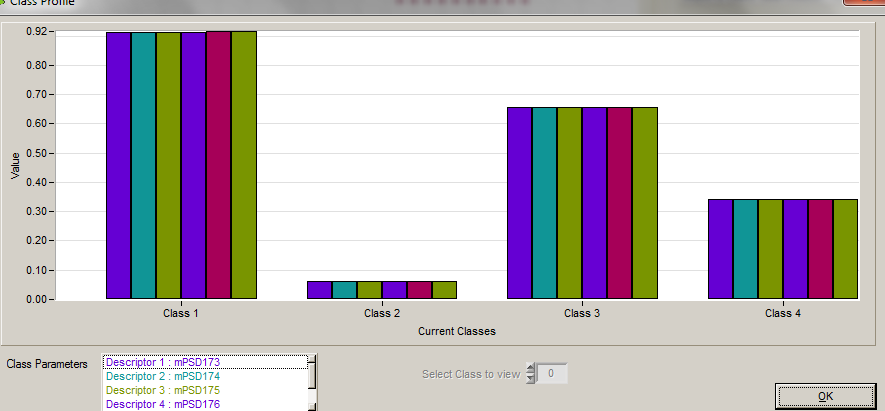 Class Profile
0.92
0.80
0.70
0.60
0.50
0.40
0.30
0.20
0.10
0.00
Value
Class 1 Class 2 Class 3 Class 4
Current Classes
Class Parameters
Descriptor 1 : mPSD173
Descriptor 2 : mPSD174
Descriptor 3 : mPSD175
Descriptor 4 : mPSD176
Select Class to view 0
OK